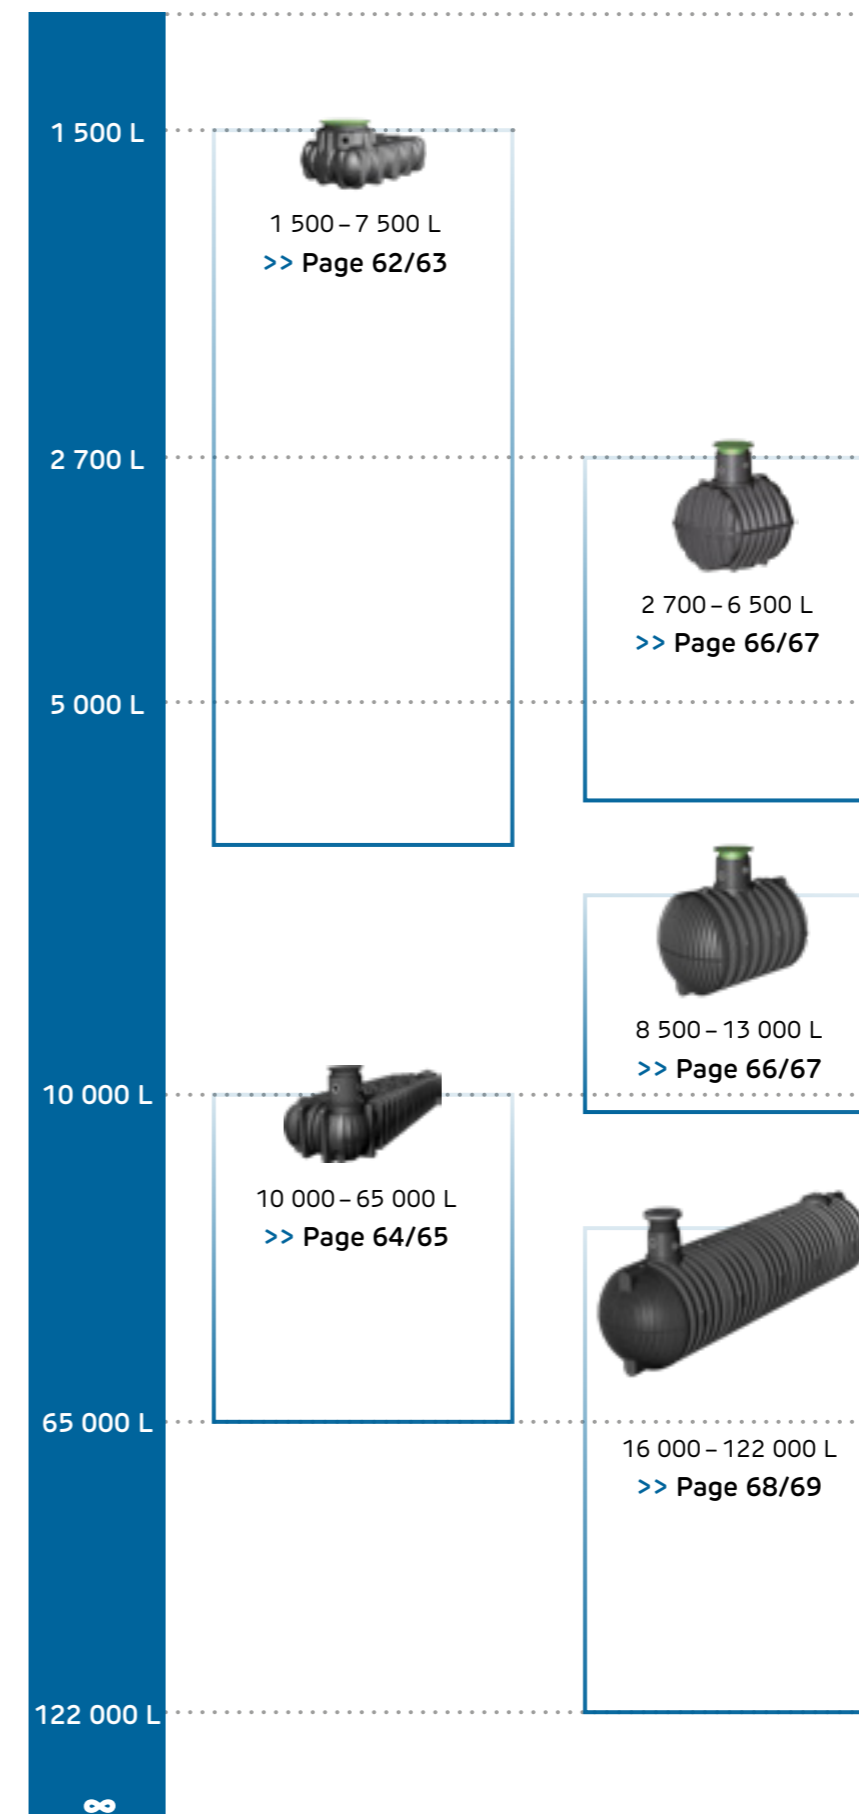 1 500 L
1 500 – 7 500 L
>> Page 62/63
2 700 L
2 700 – 6 500 L
>> Page 66/67
5 000 L
8 500 – 13 000 L
>> Page 66/67
10 000 L
10 000 – 65 000 L
>> Page 64/65
65 000 L
16 000 – 122 000 L
>> Page 68/69
122 000 L
∞